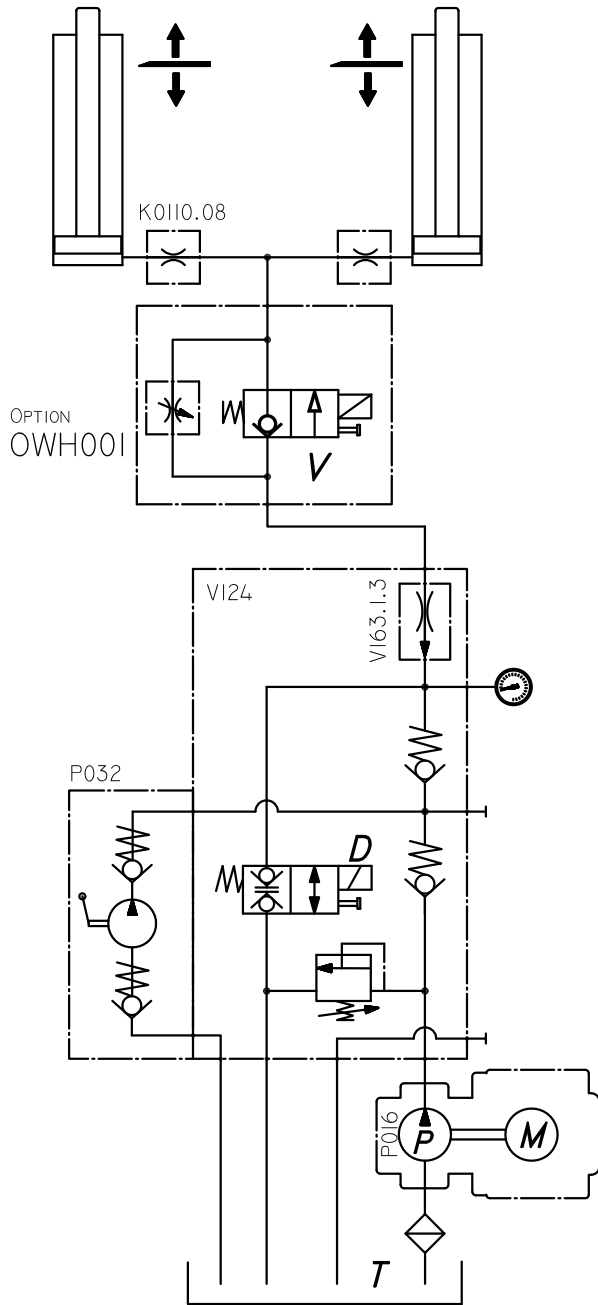 K0110.08
OPTION
OWH001
V
V124
V163.1.3
P032
D
P016
P
M
T